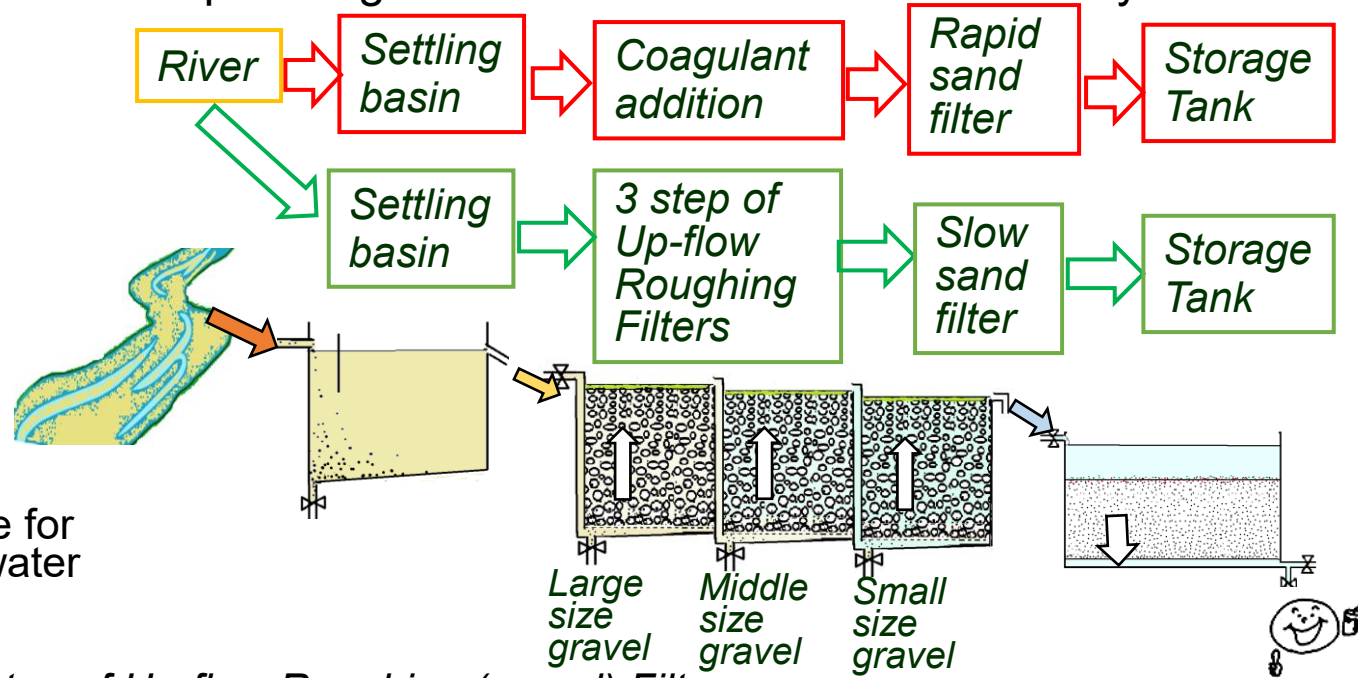 River
Settling
basin
Coagulant
addition
Rapid
sand
filter
Storage
Tank
Settling
basin
3 step of
Up-flow
Roughing
Filters
Slow
sand
filter
Storage
Tank
e for
water
Large
size
gravel
Middle
size
gravel
Small
size
gravel